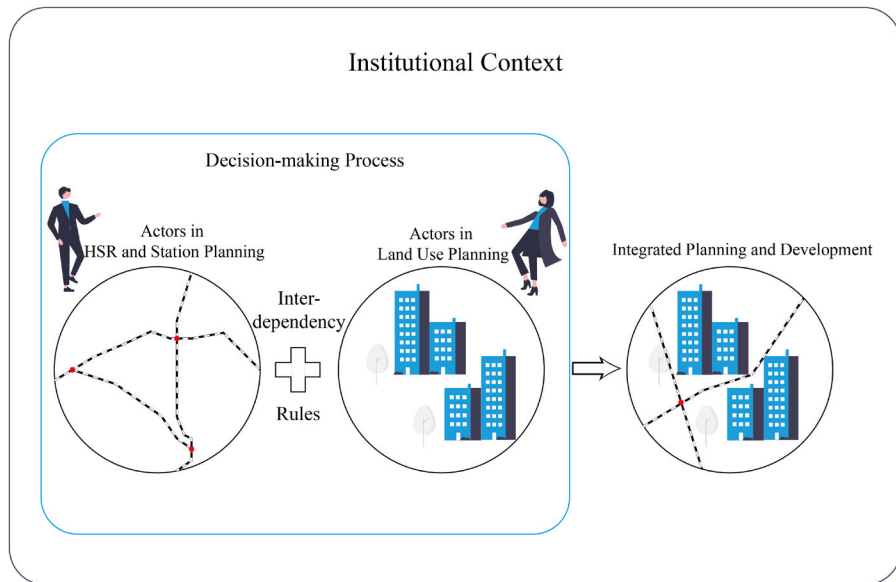 Institutional Context
Decision-making Process
Actors in
HSR and Station Planning
Inter-
dependency
Rules
Actors in
Land Use Planning
Integrated Planning and Development